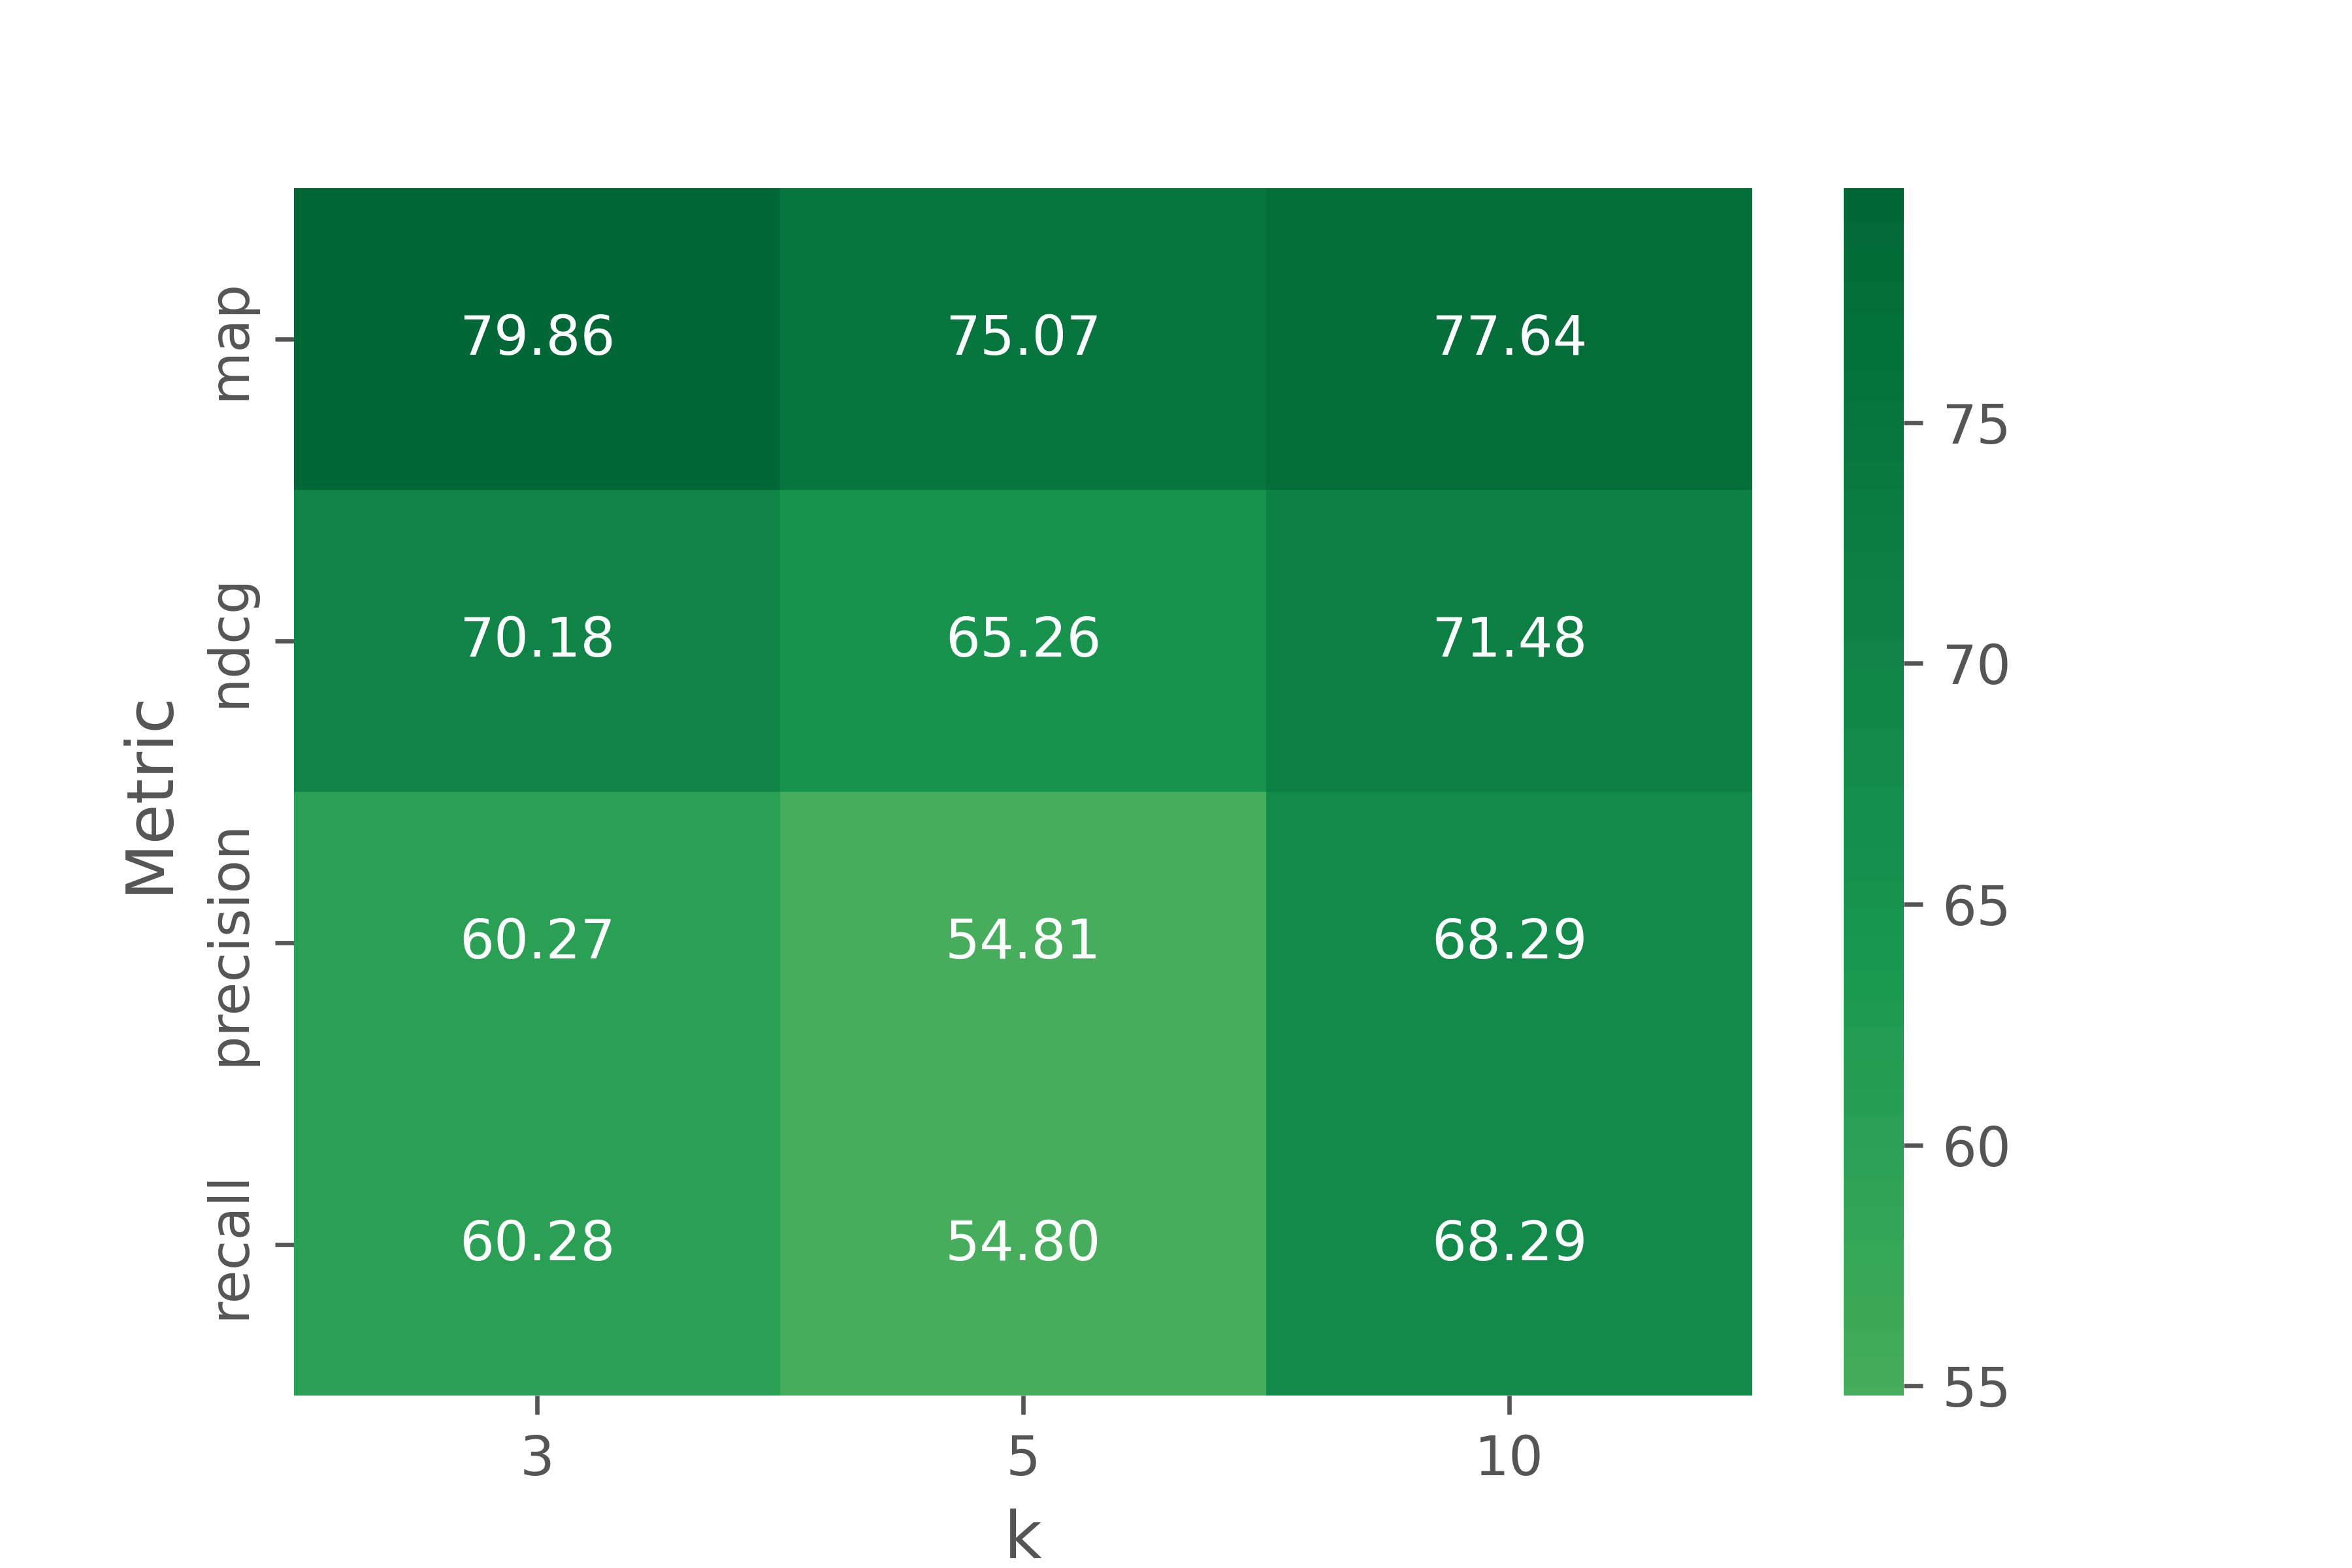 map 79.86 75.07 77.64
75
ndcg 70.18 65.26 71.48
70
Metric
65
precision 60.27 54.81 68.29
60
recall 60.28 54.80 68.29
55
3 5 10
k